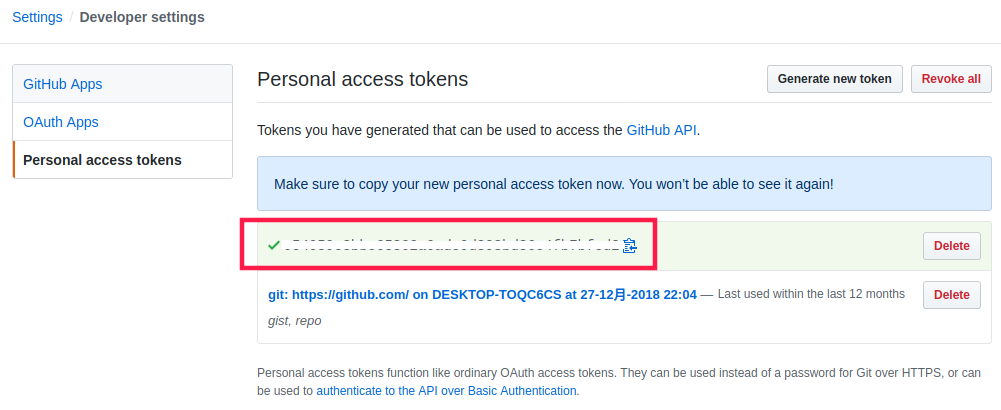 Settings / Developer settings
GitHub Apps
OAuth Apps
Personal access tokens
Personal access tokens
Generate new token
Revoke all
Tokens you have generated that can be used to access the GitHub API.
Make sure to copy your new personal access token now. You won’t be able to see it again!
Delete
git: https://github.com/ on DESKTOP-TOQC6CS at 27-12月-2018 22:04 — Last used within the last 12 months
Delete
gist, repo
Personal access tokens function like ordinary OAuth access tokens. They can be used instead of a password for Git over HTTPS, or can
be used to authenticate to the API over Basic Authentication.